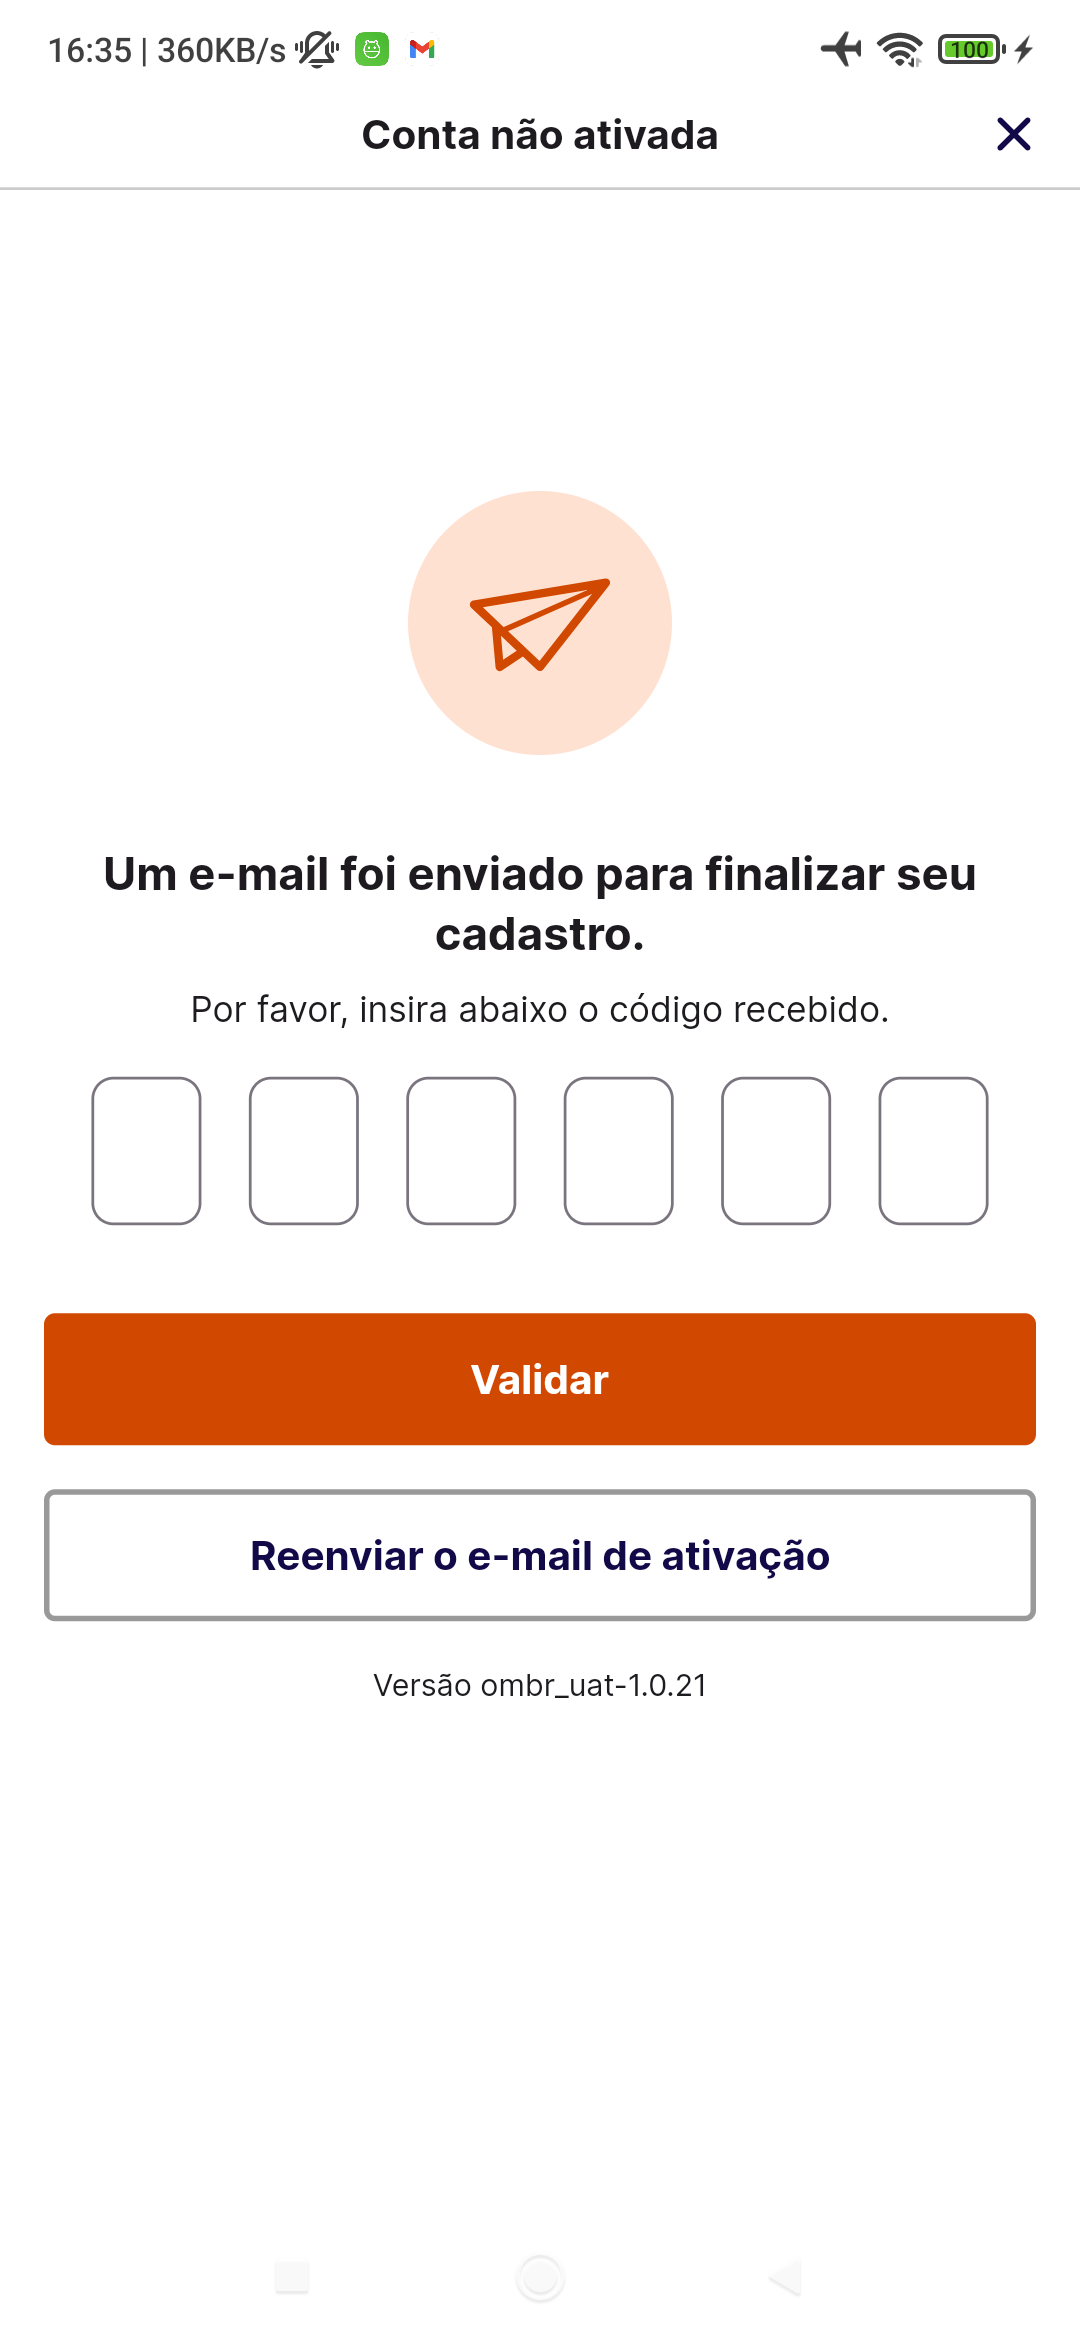 16:35 | 360KB/s
100
Conta não ativada
Um e-mail foi enviado para finalizar seu
cadastro.
Por favor, insira abaixo o código recebido.
Validar
Reenviar o e-mail de ativação
Versão ombr_uat-1.0.21